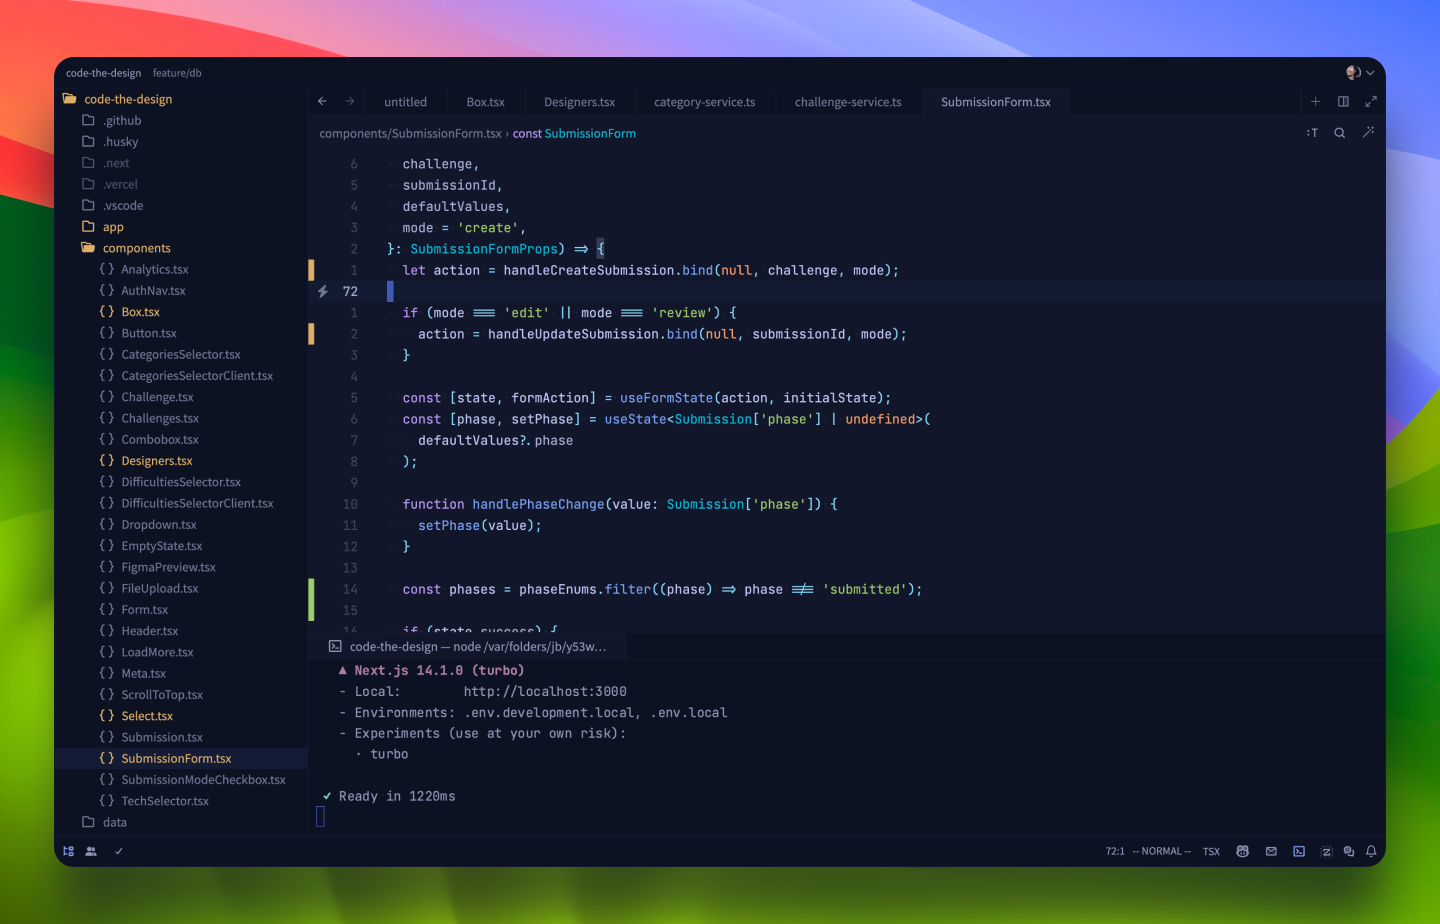 code-the-design feature/db
code-the-design
.github
.husky
.next
.vercel
.vscode
app
components
{ } Analytics.tsx
{ } AuthNav.tsx
{ } Box.tsx
{ } Button.tsx
{ } CategoriesSelector.tsx
{ } CategoriesSelectorClient.tsx
{ } Challenge.tsx
{ } Challenges.tsx
{ } Combobox.tsx
{ } Designers.tsx
{ } DifficultiesSelector.tsx
{ } DifficultiesSelectorClient.tsx
{ } Dropdown.tsx
{ } EmptyState.tsx
{ } FigmaPreview.tsx
{ } FileUpload.tsx
{ } Form.tsx
{ } Header.tsx
{ } LoadMore.tsx
{ } Meta.tsx
{ } ScrollToTop.tsx
{ } Select.tsx
{ } Submission.tsx
{ } SubmissionForm.tsx
{ } SubmissionModeCheckbox.tsx
{ } TechSelector.tsx
data
← → untitled Box.tsx Designers.tsx category-service.ts challenge-service.ts SubmissionForm.tsx
components/SubmissionForm.tsx › const SubmissionForm :T
6 challenge,
5 submissionId,
4 defaultValues,
3 mode = 'create',
2 }: SubmissionFormProps) => {
1 let action = handleCreateSubmission.bind(null, challenge, mode);
72
1 if (mode === 'edit' || mode === 'review') {
2 action = handleUpdateSubmission.bind(null, submissionId, mode);
3 }
4
5 const [state, formAction] = useFormState(action, initialState);
6 const [phase, setPhase] = useState<Submission['phase'] | undefined>(
7 defaultValues?.phase
8 );
9
10 function handlePhaseChange(value: Submission['phase']) {
11 setPhase(value);
12 }
13
14 const phases = phaseEnums.filter((phase) => phase !== 'submitted');
15
16 if (state.success) {
code-the-design — node /var/folders/jb/y53w…
▲ Next.js 14.1.0 (turbo)
- Local: http://localhost:3000
- Environments: .env.development.local, .env.local
- Experiments (use at your own risk):
· turbo
✓ Ready in 1220ms
72:1 -- NORMAL -- TSX